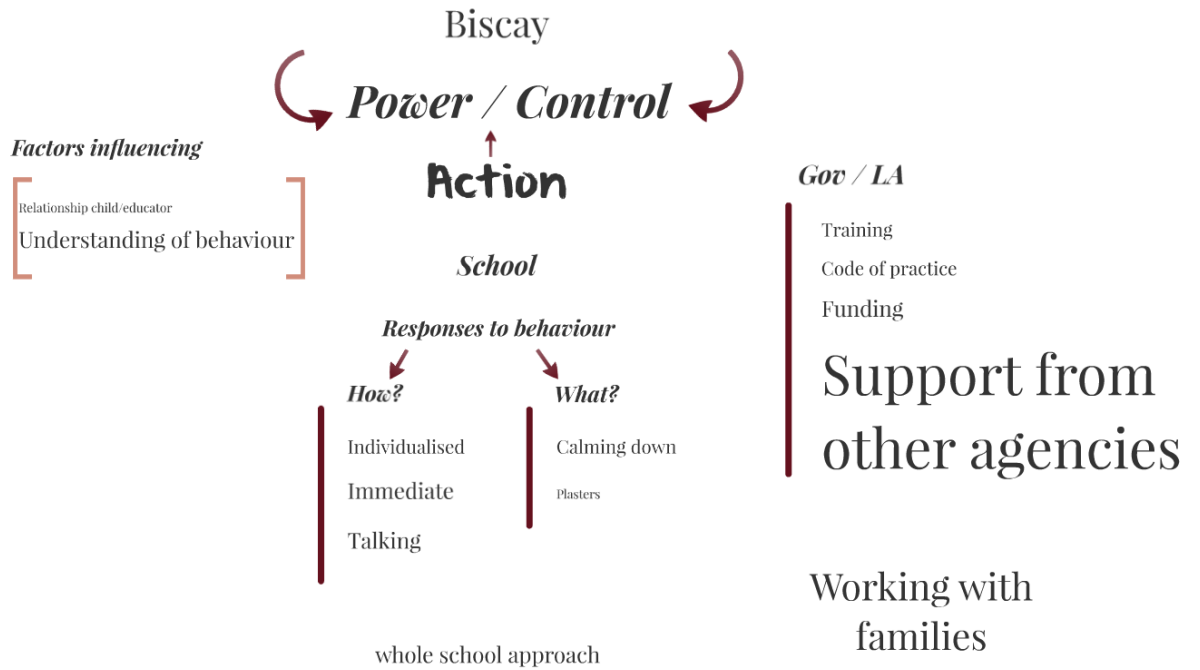 Biscay
Power / Control
Action
Factors influencing
Relationship child/educator
Understanding of behaviour
School
Responses to behaviour
How?
Individualised
Immediate
Talking
What?
Calming down
Plasters
whole school approach
Gov / LA
Training
Code of practice
Funding
Support from
other agencies
Working with
families